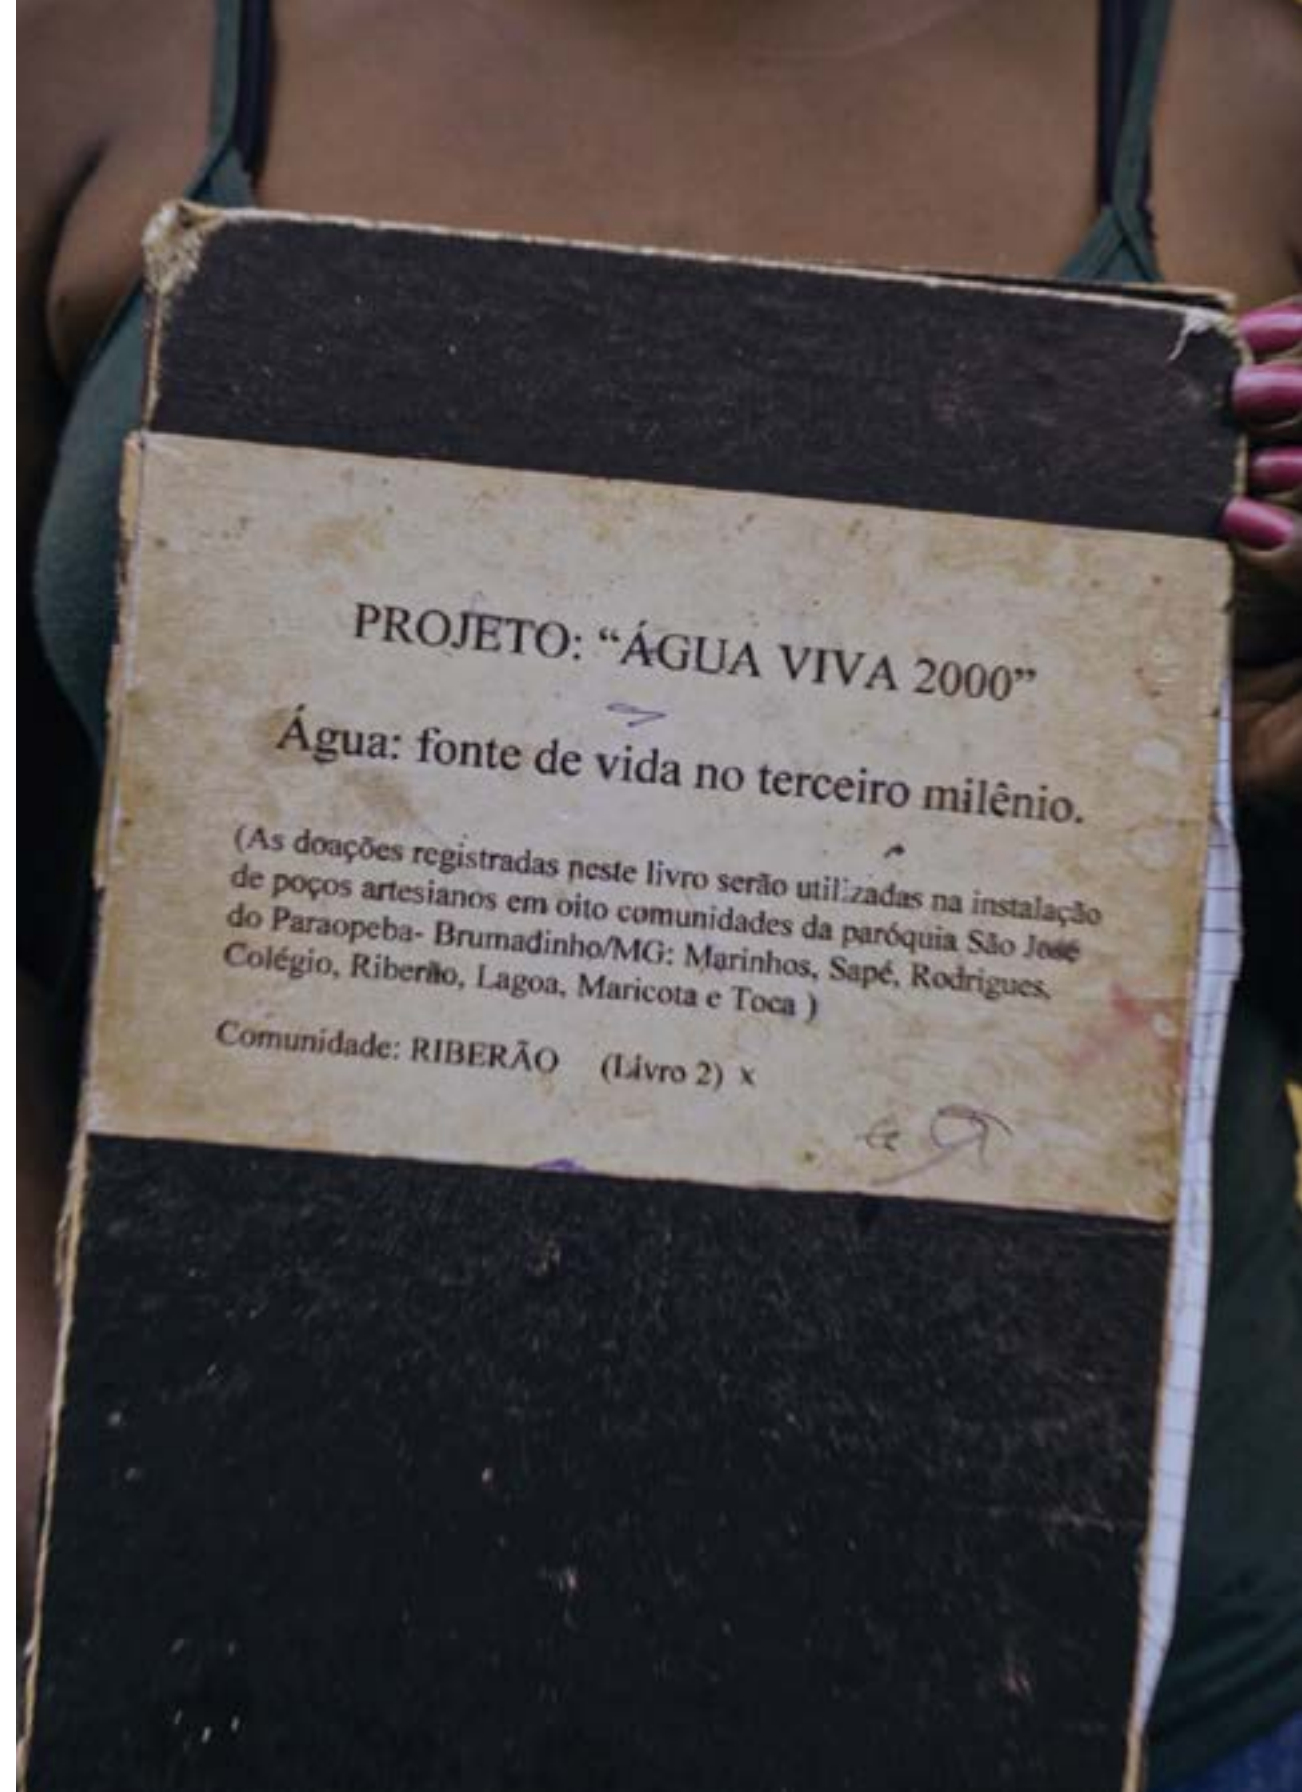 PROJETO: “ÁGUA VIVA 2000”
Água: fonte de vida no terceiro milênio.
(As doações registradas neste livro serão utilizadas na instalação
de poços artesianos em oito comunidades da paróquia São José
do Paraopeba- Brumadinho/MG: Marinhos, Sapé, Rodrigues,
Colégio, Riberão, Lagoa, Maricota e Toca )
Comunidade: RIBERÃO (Livro 2) x